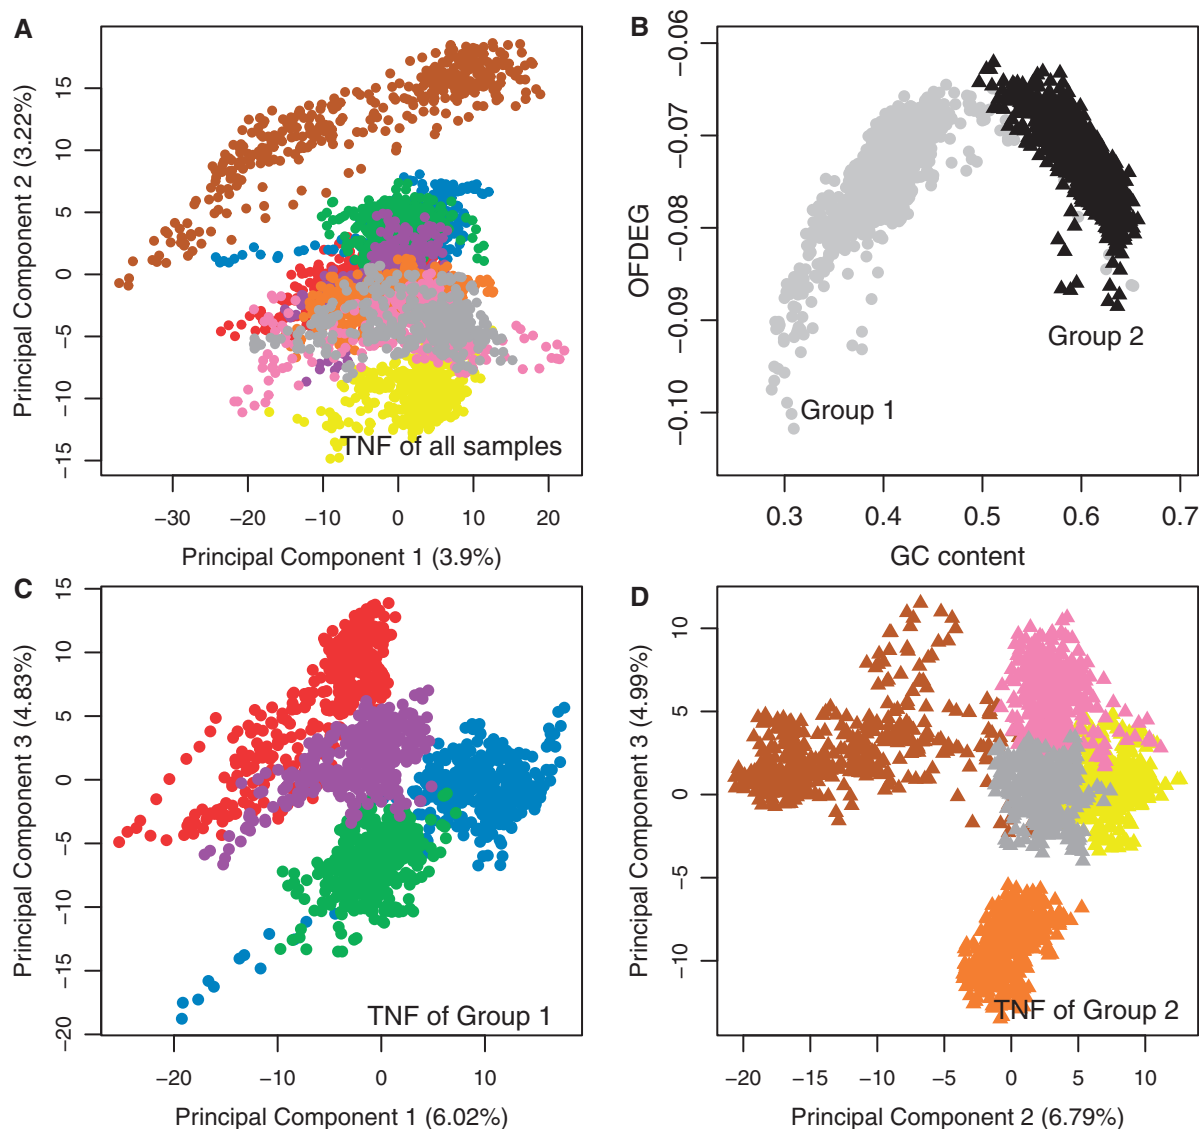 A
Principal Component 2 (3.22%)
15
10
5
0
−5
−10
−15
TNF of all samples
−30
−20
−10
0
10
20
Principal Component 1 (3.9%)
B
OFDEG
−0.06
−0.07
−0.08
−0.09
−0.10
Group 1
Group 2
0.3
0.4
0.5
0.6
0.7
GC content
C
Principal Component 3 (4.83%)
15
10
5
0
−5
−10
−15
−20
TNF of Group 1
−20
−10
0
10
Principal Component 1 (6.02%)
D
Principal Component 3 (4.99%)
10
5
0
−5
−10
TNF of Group 2
−20
−15
−10
−5
0
5
10
Principal Component 2 (6.79%)